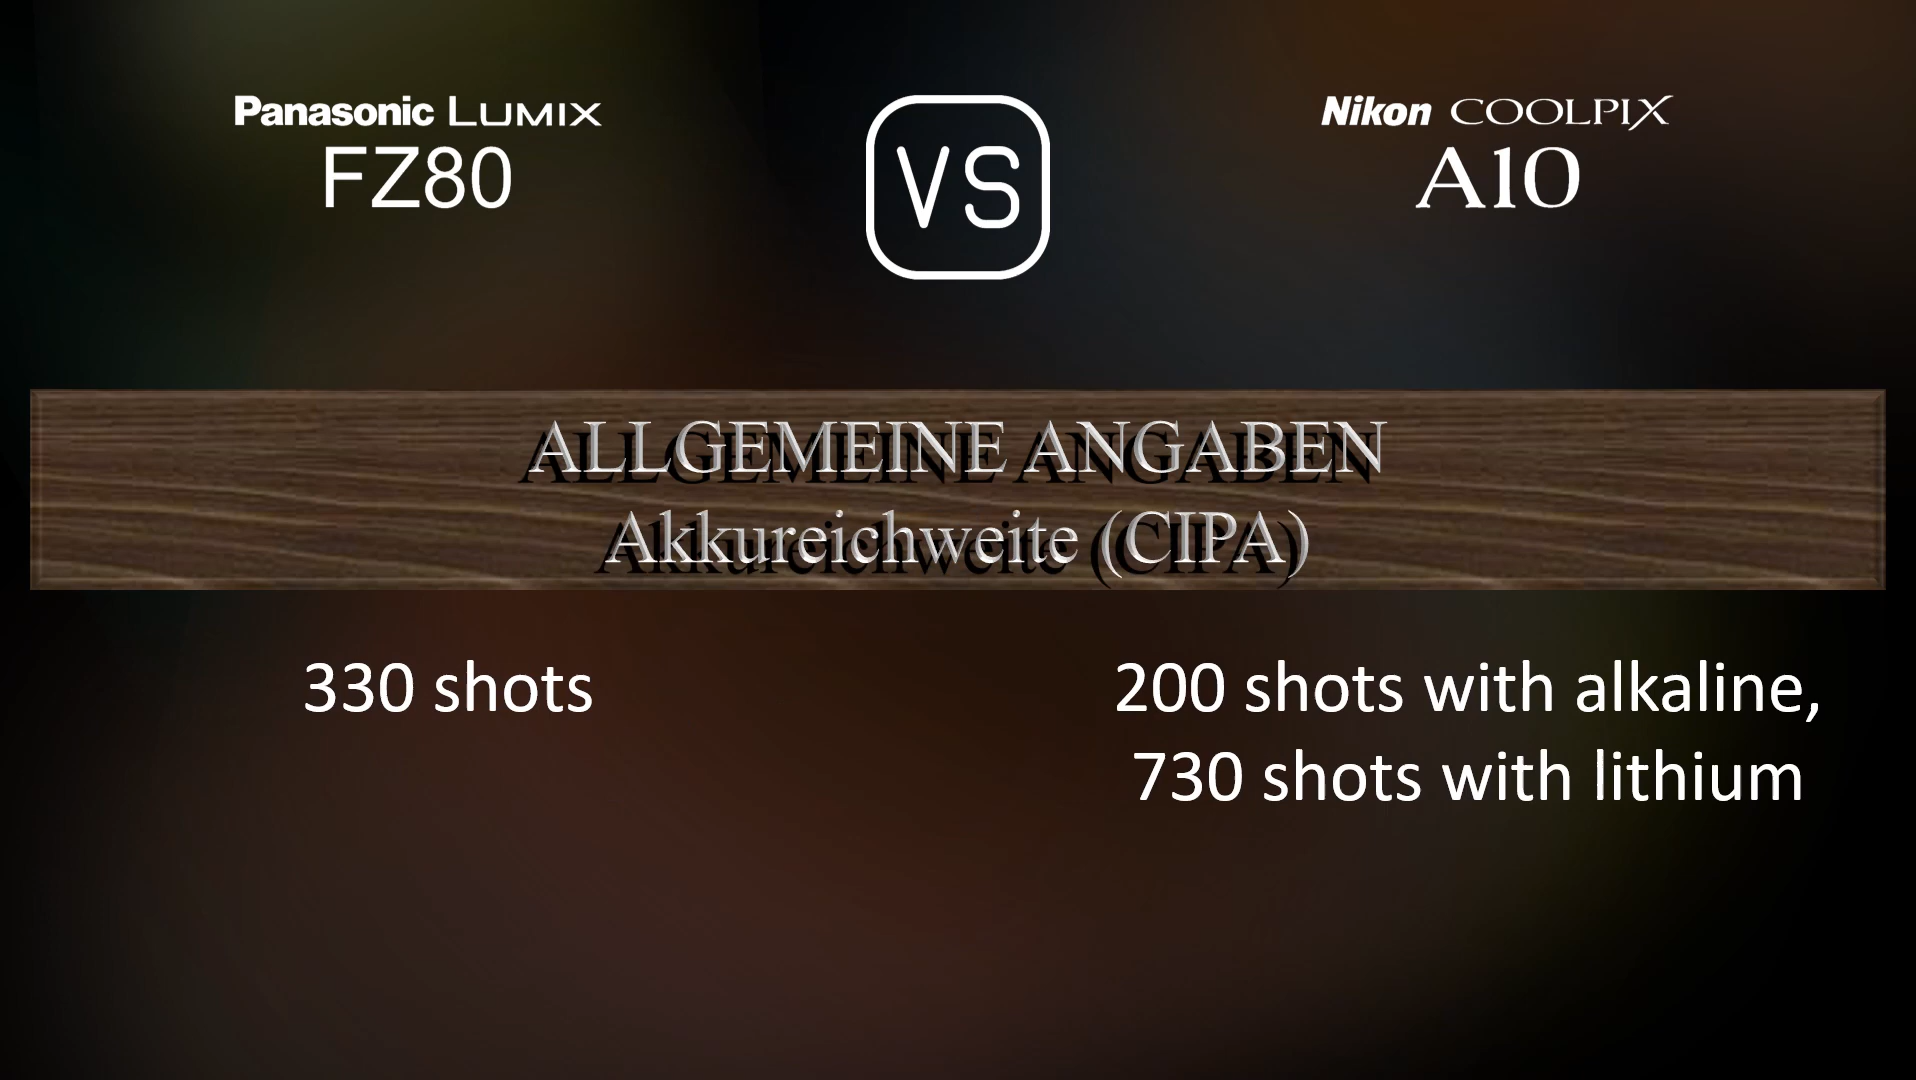 Panasonic LUMIX
FZ80
VS
Nikon COOLPIX
A10
ALLGEMEINE ANGABEN
Akkureichweite (CIPA)
330 shots
200 shots with alkaline,
730 shots with lithium